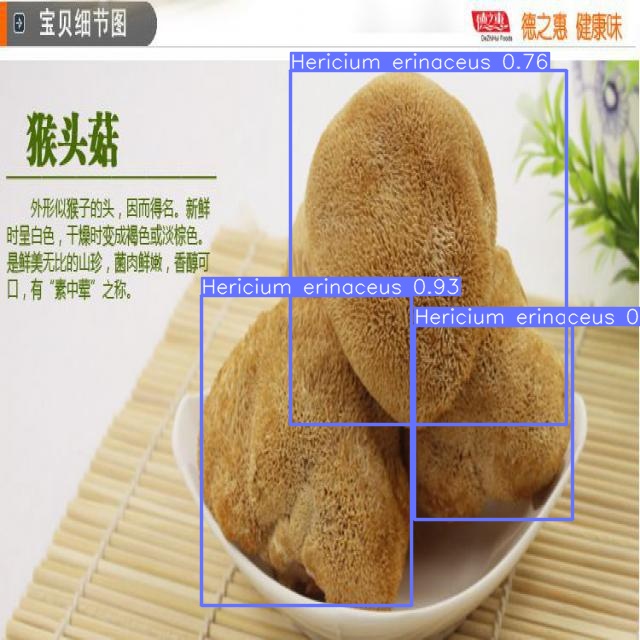 宝贝细节图
德之惠
DeZhiHui Foods
德之惠 健康味
Hericium erinaceus 0.76
猴头菇
外形似猴子的头，因而得名。新鲜
时呈白色，干燥时变成褐色或淡棕色。
是鲜美无比的山珍，菌肉鲜嫩，香醇可
口，有“素中荤”之称。
Hericium erinaceus 0.93
Hericium erinaceus 0